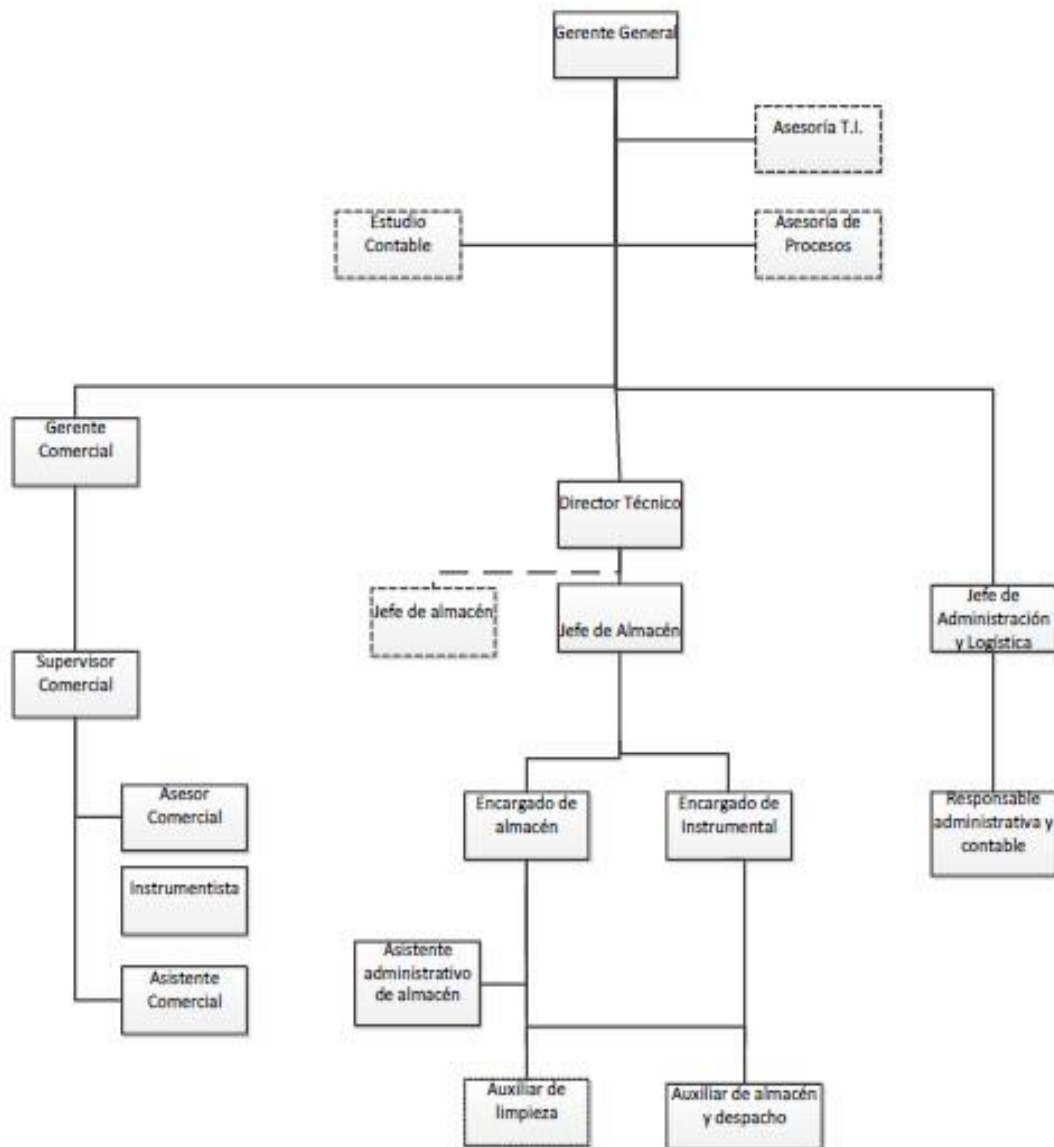 Gerente General
Asesoría T.I.
Estudio
Contable
Asesoría de
Procesos
Gerente
Comercial
Director Técnico
Jefe de almacén
Jefe de Almacén
Jefe de
Administración
y Logística
Supervisor
Comercial
Asesor
Comercial
Encargado de
almacén
Encargado de
Instrumental
Responsable
administrativa y
contable
Instrumentista
Asistente
administrativo
de almacén
Asistente
Comercial
Auxiliar de
limpieza
Auxiliar de almacén
y despacho